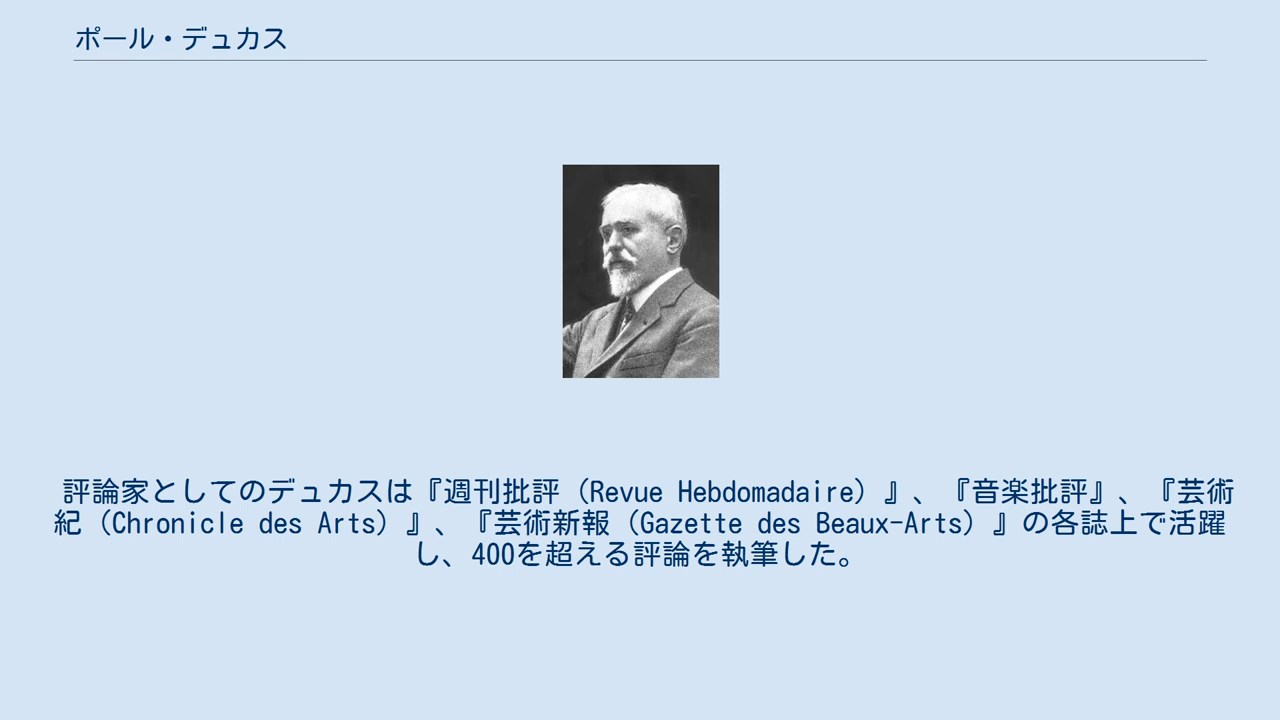 ポール・デュカス
評論家としてのデュカスは『週刊批評（Revue Hebdomadaire）』、『音楽批評』、『芸術
紀（Chronicle des Arts）』、『芸術新報（Gazette des Beaux-Arts）』の各誌上で活躍
し、400を超える評論を執筆した。